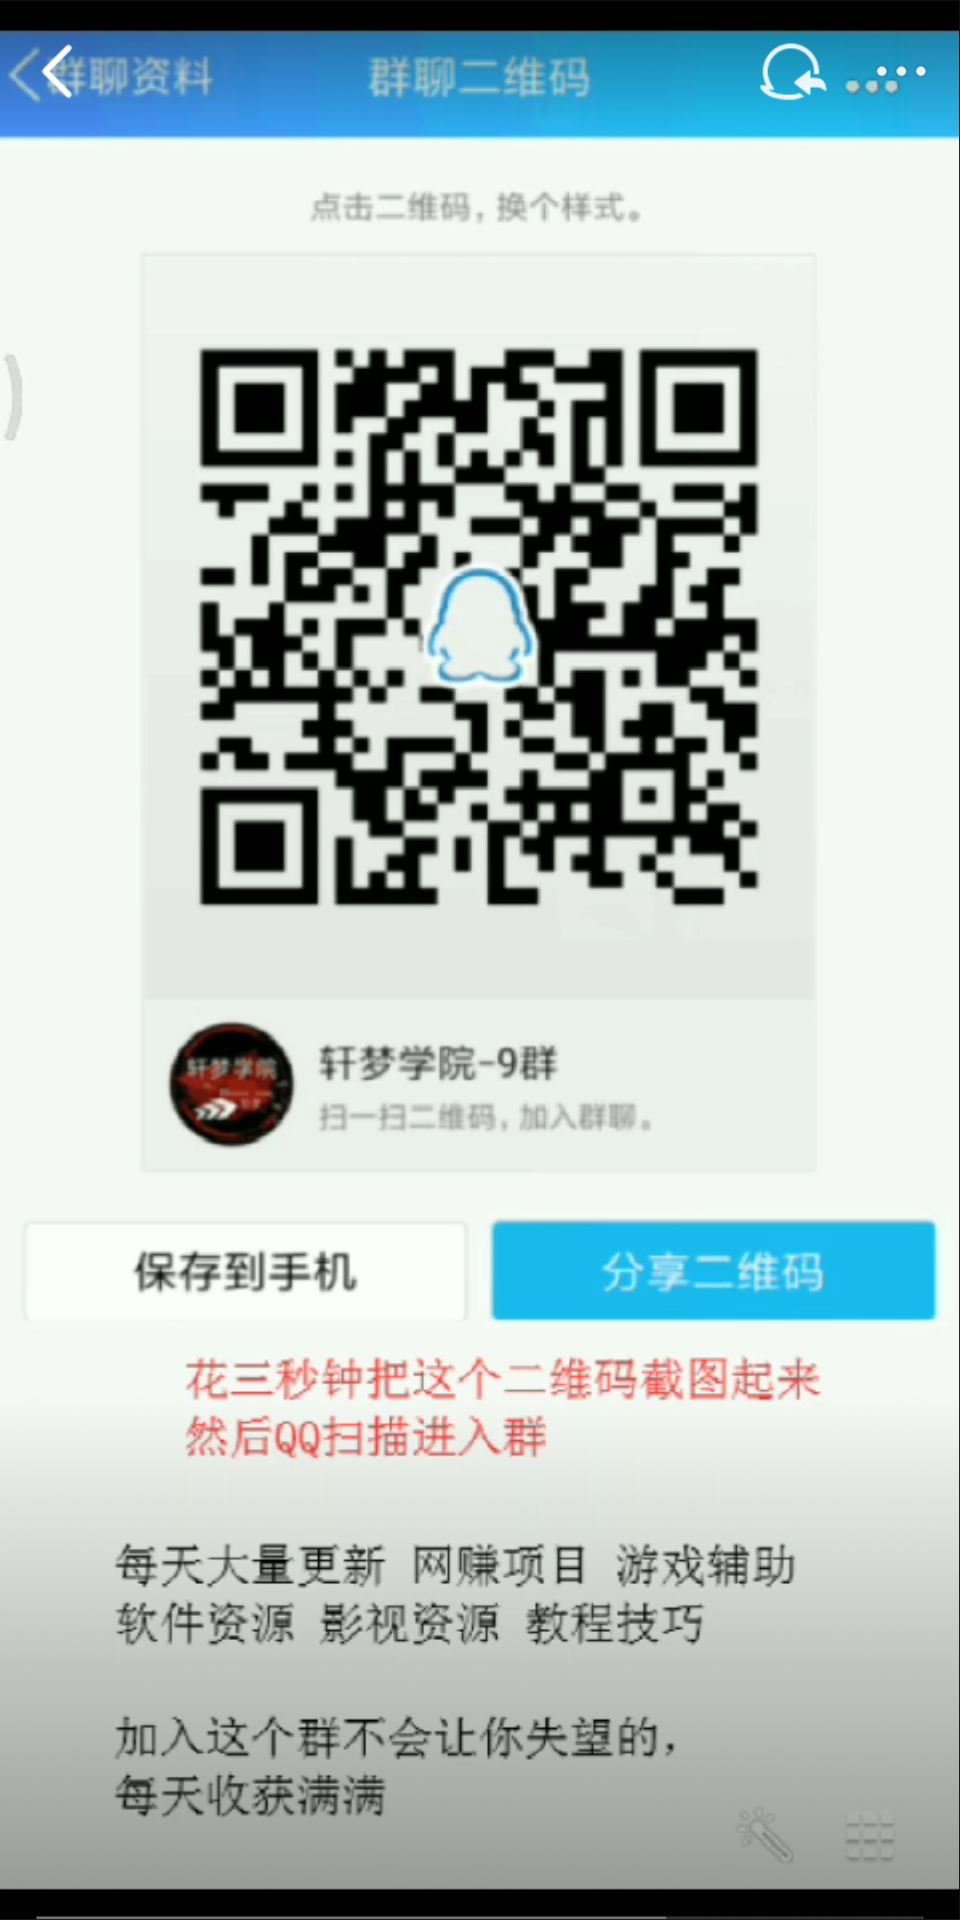 群聊资料
群聊二维码
点击二维码，换个样式。
轩梦学院
轩梦学院-9群
扫一扫二维码，加入群聊。
保存到手机
分享二维码
花三秒钟把这个二维码截图起来
然后QQ扫描进入群
每天大量更新 网赚项目 游戏辅助
软件资源 影视资源 教程技巧
加入这个群不会让你失望的，
每天收获满满